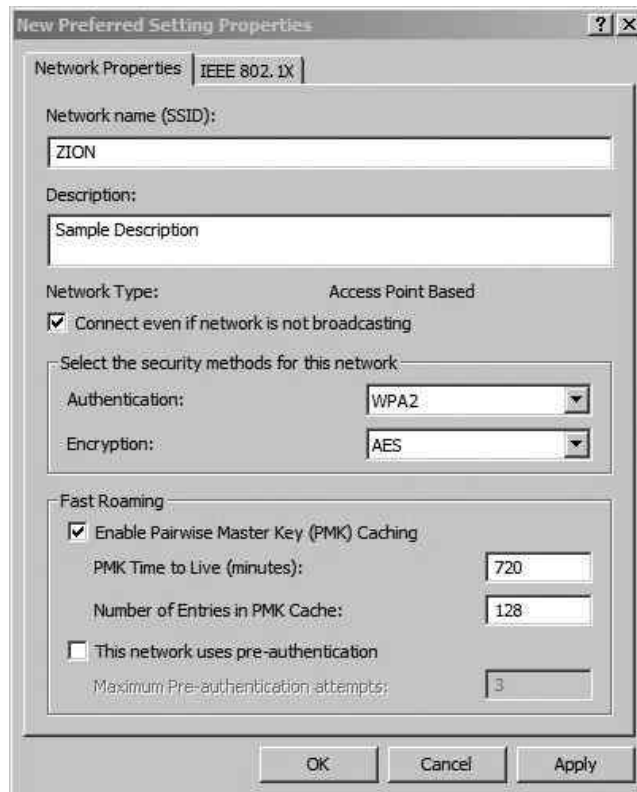 New Preferred Setting Properties
Network Properties
IEEE 802.1X
Network name (SSID):
ZION
Description:
Sample Description
Network Type: Access Point Based
Connect even if network is not broadcasting
Select the security methods for this network
Authentication: WPA2
Encryption: AES
Fast Roaming
Enable Pairwise Master Key (PMK) Caching
PMK Time to Live (minutes): 720
Number of Entries in PMK Cache: 128
This network uses pre-authentication
Maximum Pre-authentication attempts: 3
OK Cancel Apply